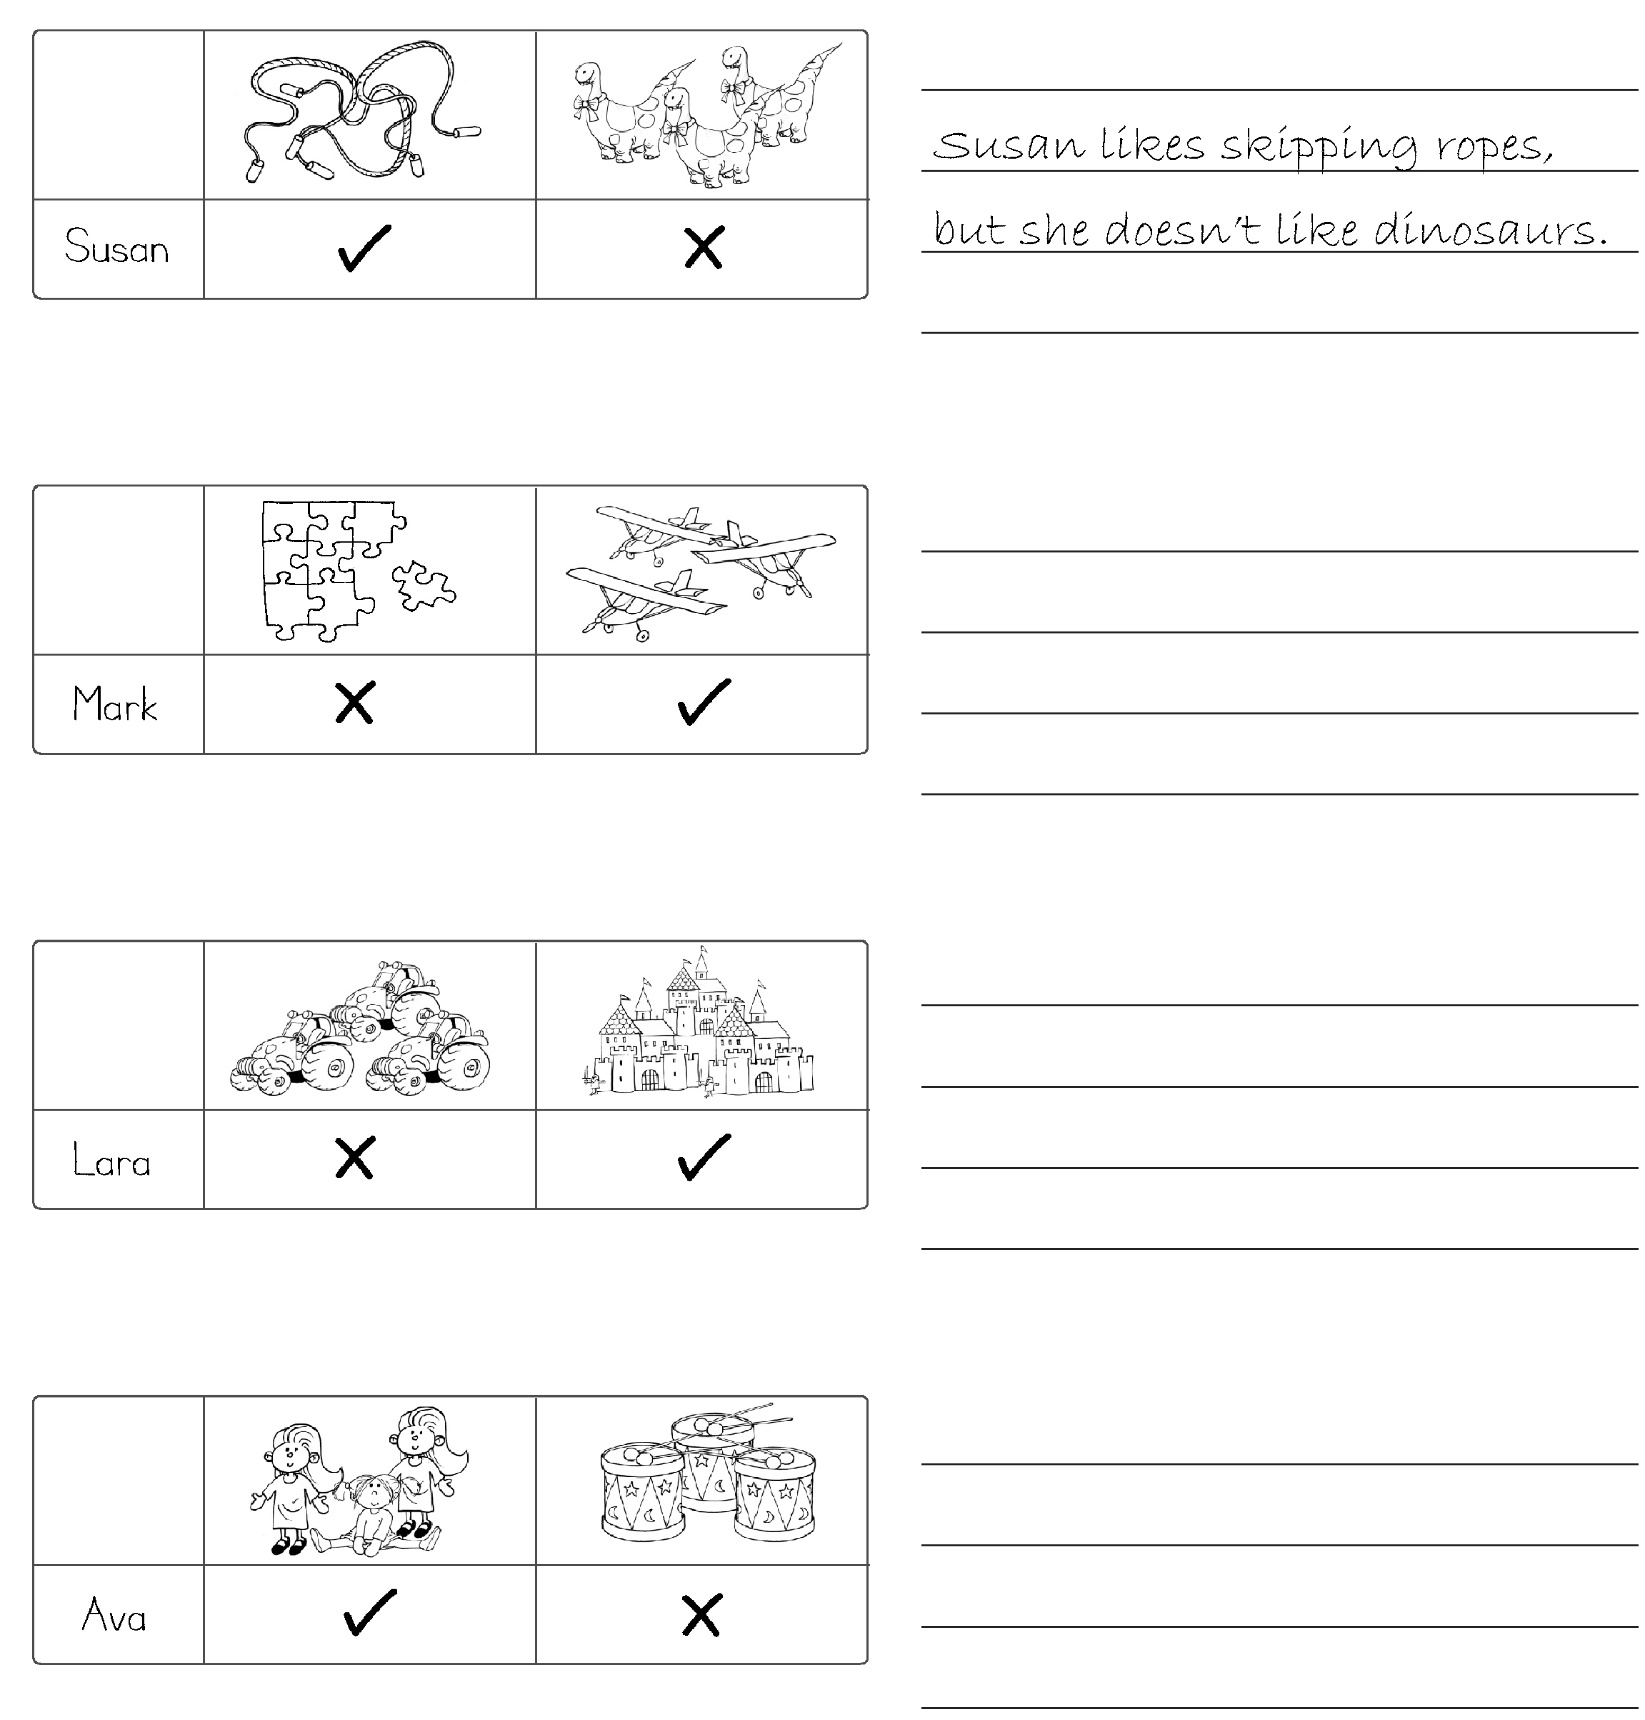 Susan
Susan likes skipping ropes,
but she doesn't like dinosaurs.
Mark
Lara
Ava